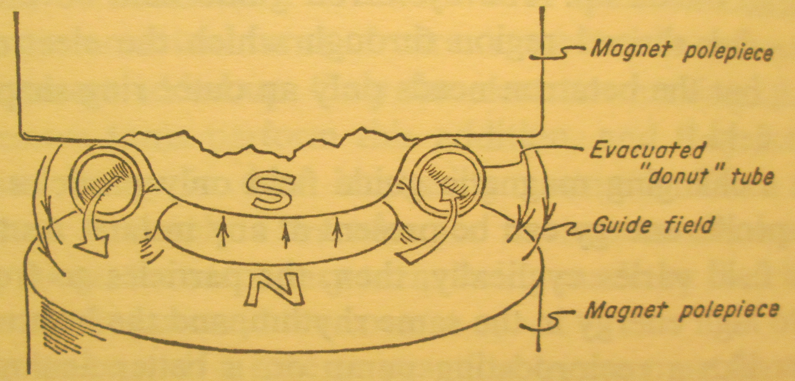 Magnet polepiece
Evacuated
"donut" tube
S
Guide field
N
Magnet polepiece